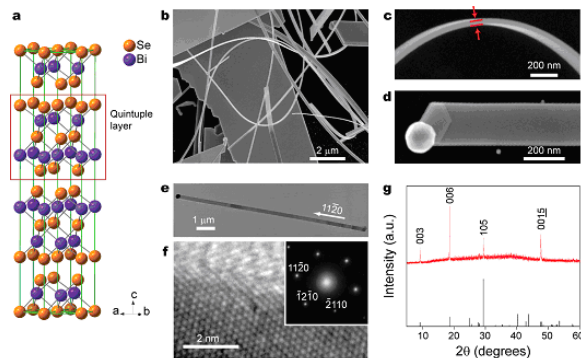 a
Se
Bi
Quintuple
layer
c
a
b
b
2 μm
c
200 nm
d
200 nm
e
1 μm
112̄0
f
112̄0
1̄21̄0
2̄110
2 nm
g
Intensity (a.u.)
003
006
105
0015
10
20
30
40
50
60
2θ (degrees)